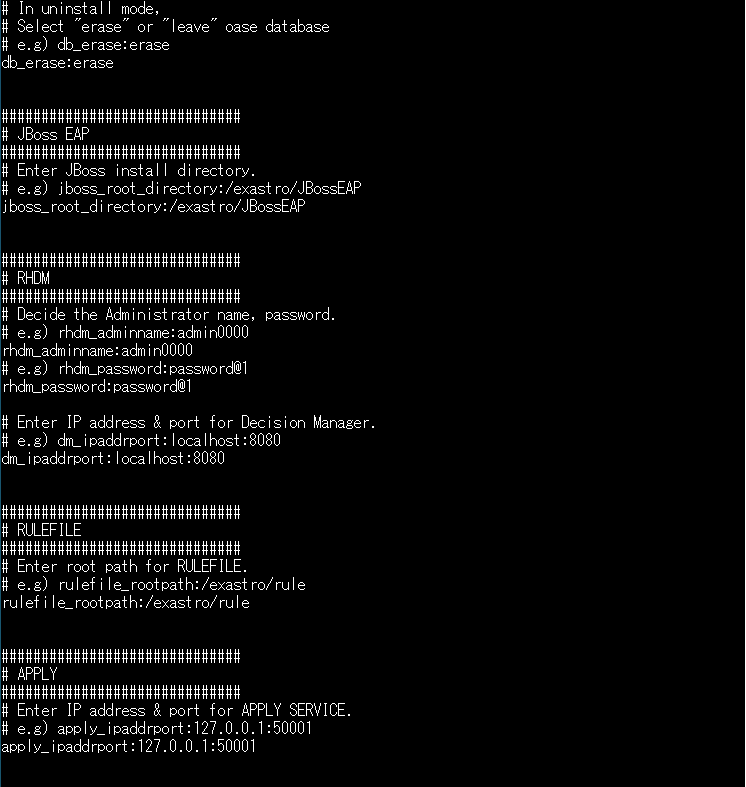 # In uninstall mode,
# Select "erase" or "leave" oase database
# e.g) db_erase:erase
db_erase:erase
##############################
# JBoss EAP
##############################
# Enter JBoss install directory.
# e.g) jboss_root_directory:/exastro/JBossEAP
jboss_root_directory:/exastro/JBossEAP
##############################
# RHDM
##############################
# Decide the Administrator name, password.
# e.g) rhdm_adminname:admin0000
rhdm_adminname:admin0000
# e.g) rhdm_password:password@1
rhdm_password:password@1
# Enter IP address & port for Decision Manager.
# e.g) dm_ipaddrport:localhost:8080
dm_ipaddrport:localhost:8080
##############################
# RULEFILE
##############################
# Enter root path for RULEFILE.
# e.g) rulefile_rootpath:/exastro/rule
rulefile_rootpath:/exastro/rule
##############################
# APPLY
##############################
# Enter IP address & port for APPLY SERVICE.
# e.g) apply_ipaddrport:127.0.0.1:50001
apply_ipaddrport:127.0.0.1:50001